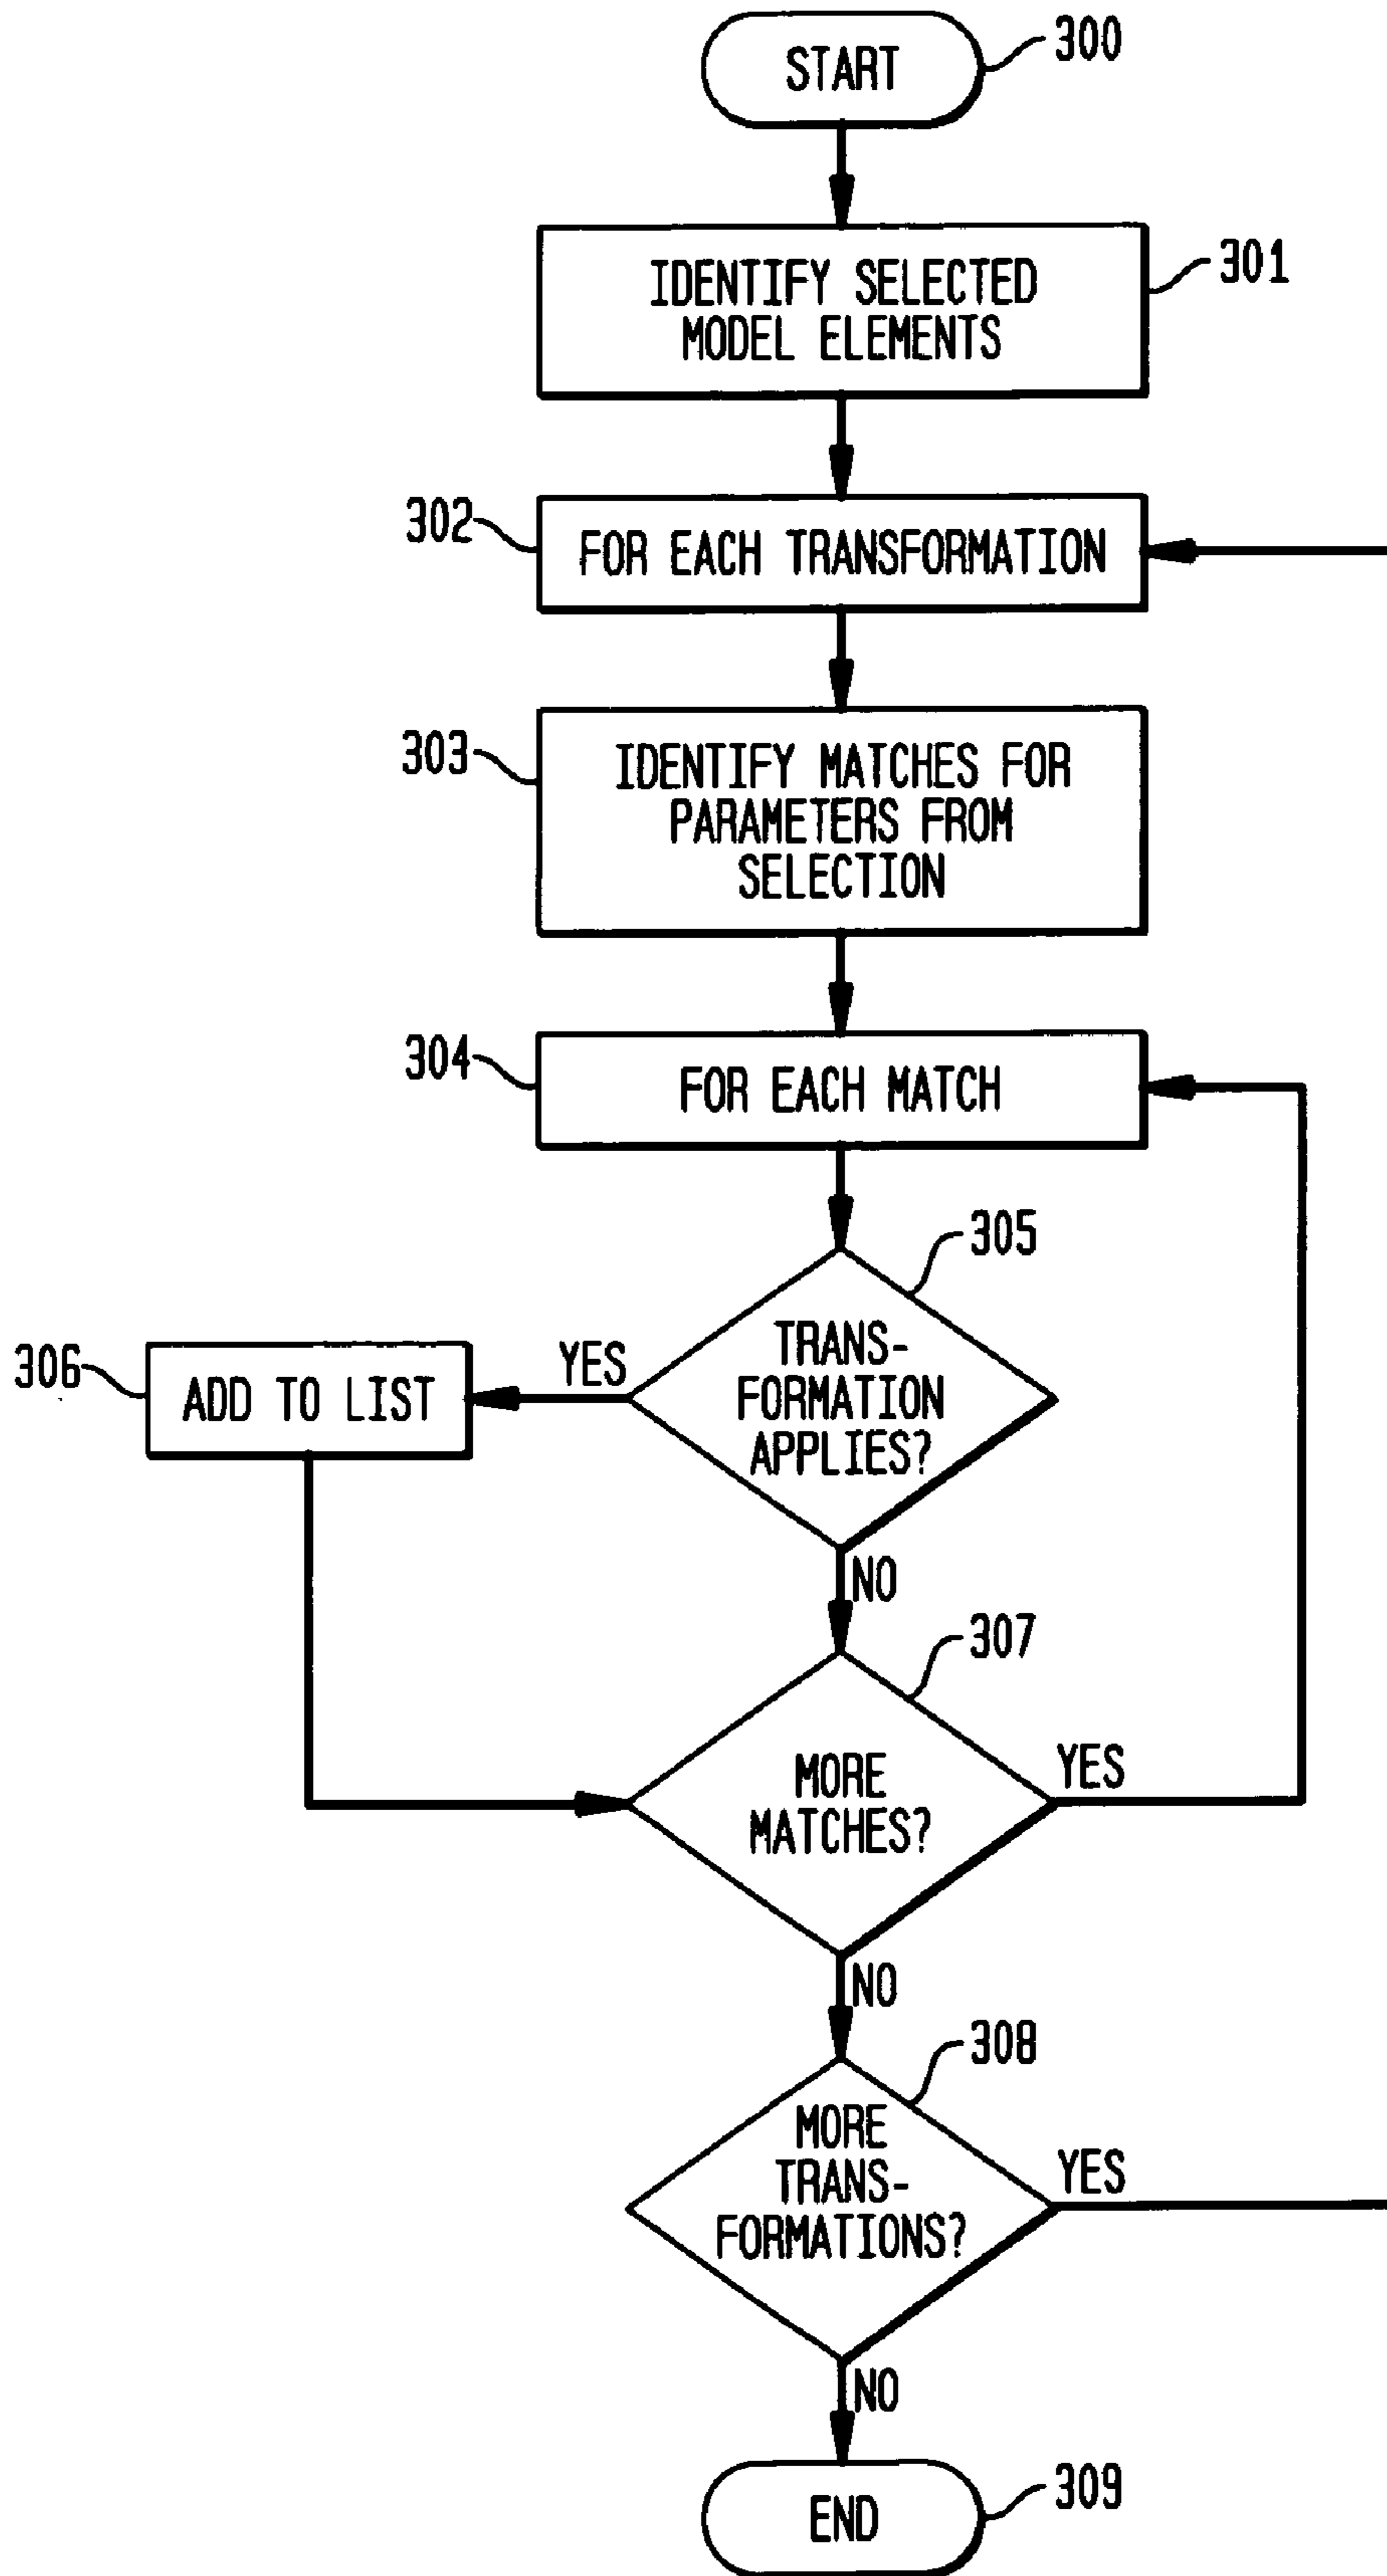 START
300
IDENTIFY SELECTED
MODEL ELEMENTS
301
302
FOR EACH TRANSFORMATION
303
IDENTIFY MATCHES FOR
PARAMETERS FROM
SELECTION
304
FOR EACH MATCH
305
TRANS-
FORMATION
APPLIES?
YES
306
ADD TO LIST
NO
307
MORE
MATCHES?
YES
NO
308
MORE
TRANS-
FORMATIONS?
YES
NO
END
309